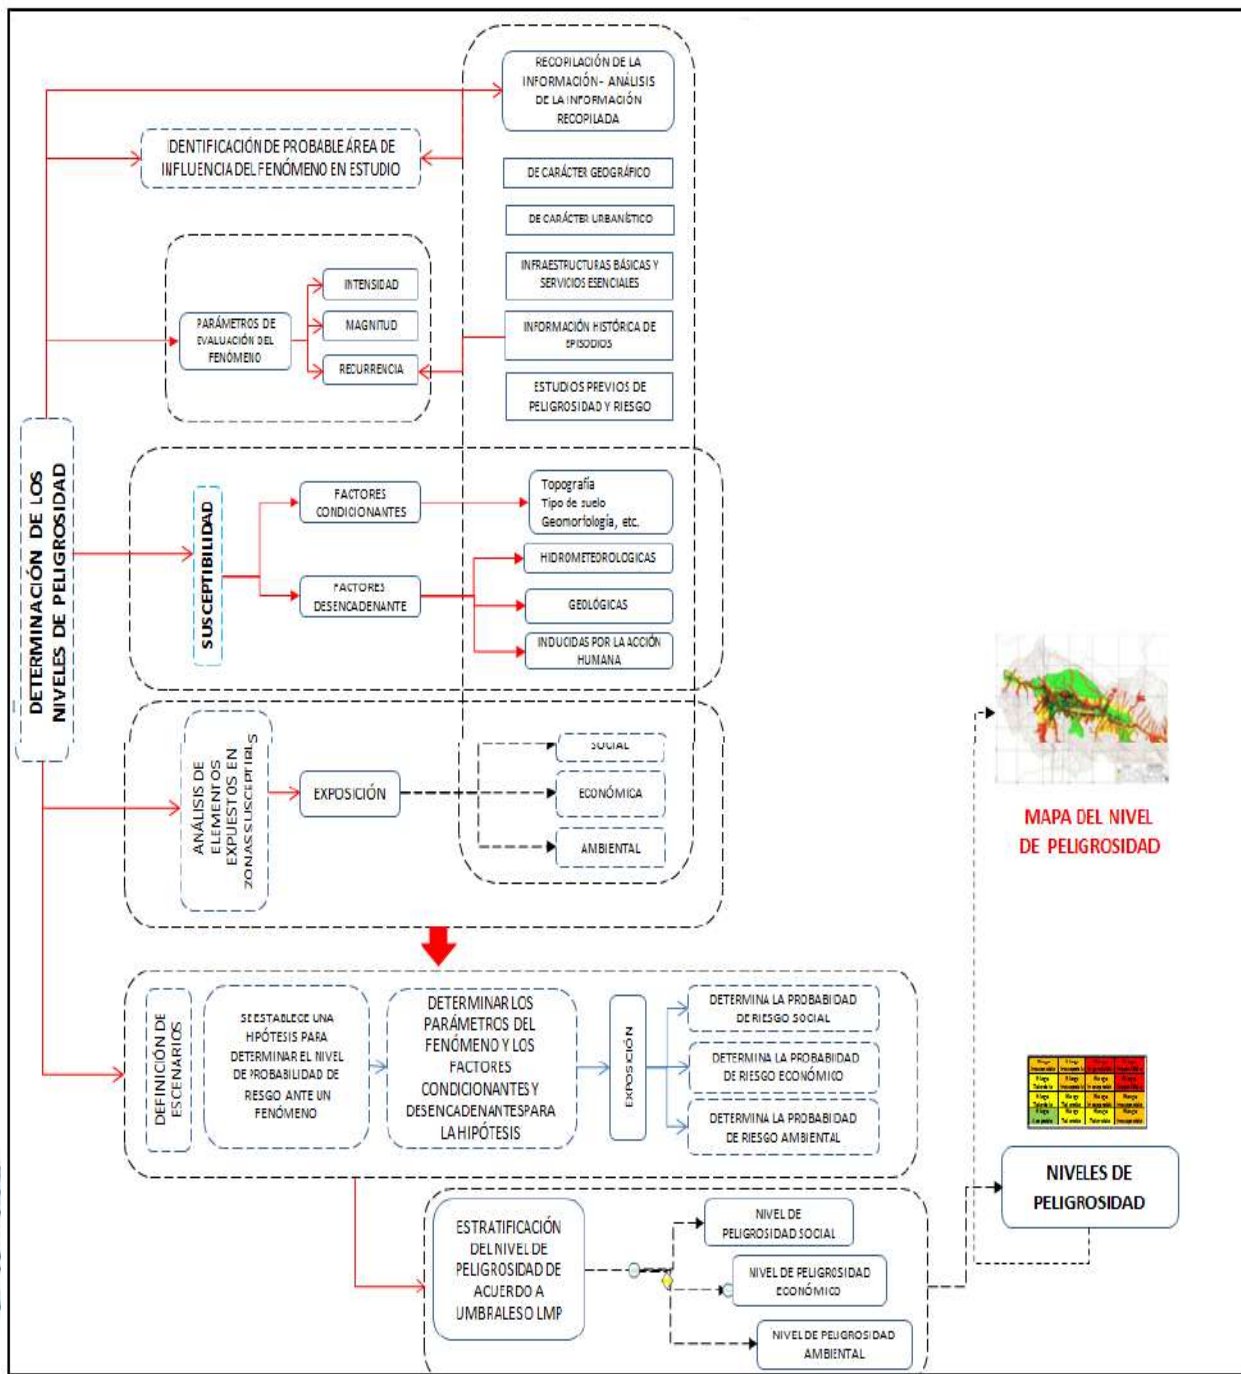 RECOPILACIÓN DE LA
INFORMACIÓN - ANÁLISIS
DE LA INFORMACIÓN
RECOPILADA
IDENTIFICACIÓN DE PROBABLE ÁREA DE
INFLUENCIA DEL FENÓMENO EN ESTUDIO
DE CARÁCTER GEOGRÁFICO
DE CARÁCTER URBANÍSTICO
INFRAESTRUCTURAS BÁSICAS Y
SERVICIOS ESENCIALES
INFORMACIÓN HISTÓRICA DE
EPISODIOS
ESTUDIOS PREVIOS DE
PELIGROSIDAD Y RIESGO
PARÁMETROS DE
EVALUACIÓN DEL
FENÓMENO
INTENSIDAD
MAGNITUD
RECURRENCIA
DETERMINACIÓN DE LOS
NIVELES DE PELIGROSIDAD
SUSCEPTIBILIDAD
FACTORES
CONDICIONANTES
Topografía
Tipo de suelo
Geomorfología, etc.
FACTORES
DESENCADENANTE
HIDROMETEROLOGICAS
GEOLÓGICAS
INDUCIDAS POR LA ACCIÓN
HUMANA
ANÁLISIS DE
ELEMENTOS
EXPUESTOS EN
ZONAS SUSCEPTIBLS
EXPOSICIÓN
SOCIAL
ECONÓMICA
AMBIENTAL
MAPA DEL NIVEL
DE PELIGROSIDAD
DEFINICIÓN DE
ESCENARIOS
SE ESTABLECE UNA
HIPÓTESIS PARA
DETERMINAR EL NIVEL
DE PROBABILIDAD DE
RESGO ANTE UN
FENÓMENO
DETERMINAR LOS
PARÁMETROS DEL
FENÓMENO Y LOS
FACTORES
CONDICIONANTES Y
DESENCADENANTES PARA
LA HIPÓTESIS
EXPOSICIÓN
DETERMINA LA PROBABIDAD
DE RIESGO SOCIAL
DETERMINA LA PROBABIDAD
DE RIESGO ECONÓMICO
DETERMINA LA PROBABIDAD
DE RIESGO AMBIENTAL
ESTRATIFICACIÓN
DEL NIVEL DE
PELIGROSIDAD DE
ACUERDO A
UMBRALES O LMP
NIVEL DE
PELIGROSIDAD SOCIAL
NIVEL DE PELIGROSIDAD
ECONÓMICO
NIVEL DE PELIGROSIDAD
AMBIENTAL
NIVELES DE
PELIGROSIDAD